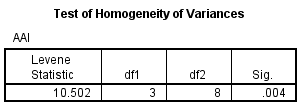 Test of Homogeneity of Variances
AAI
Levene Statistic df1 df2 Sig.
10.502 3 8 .004